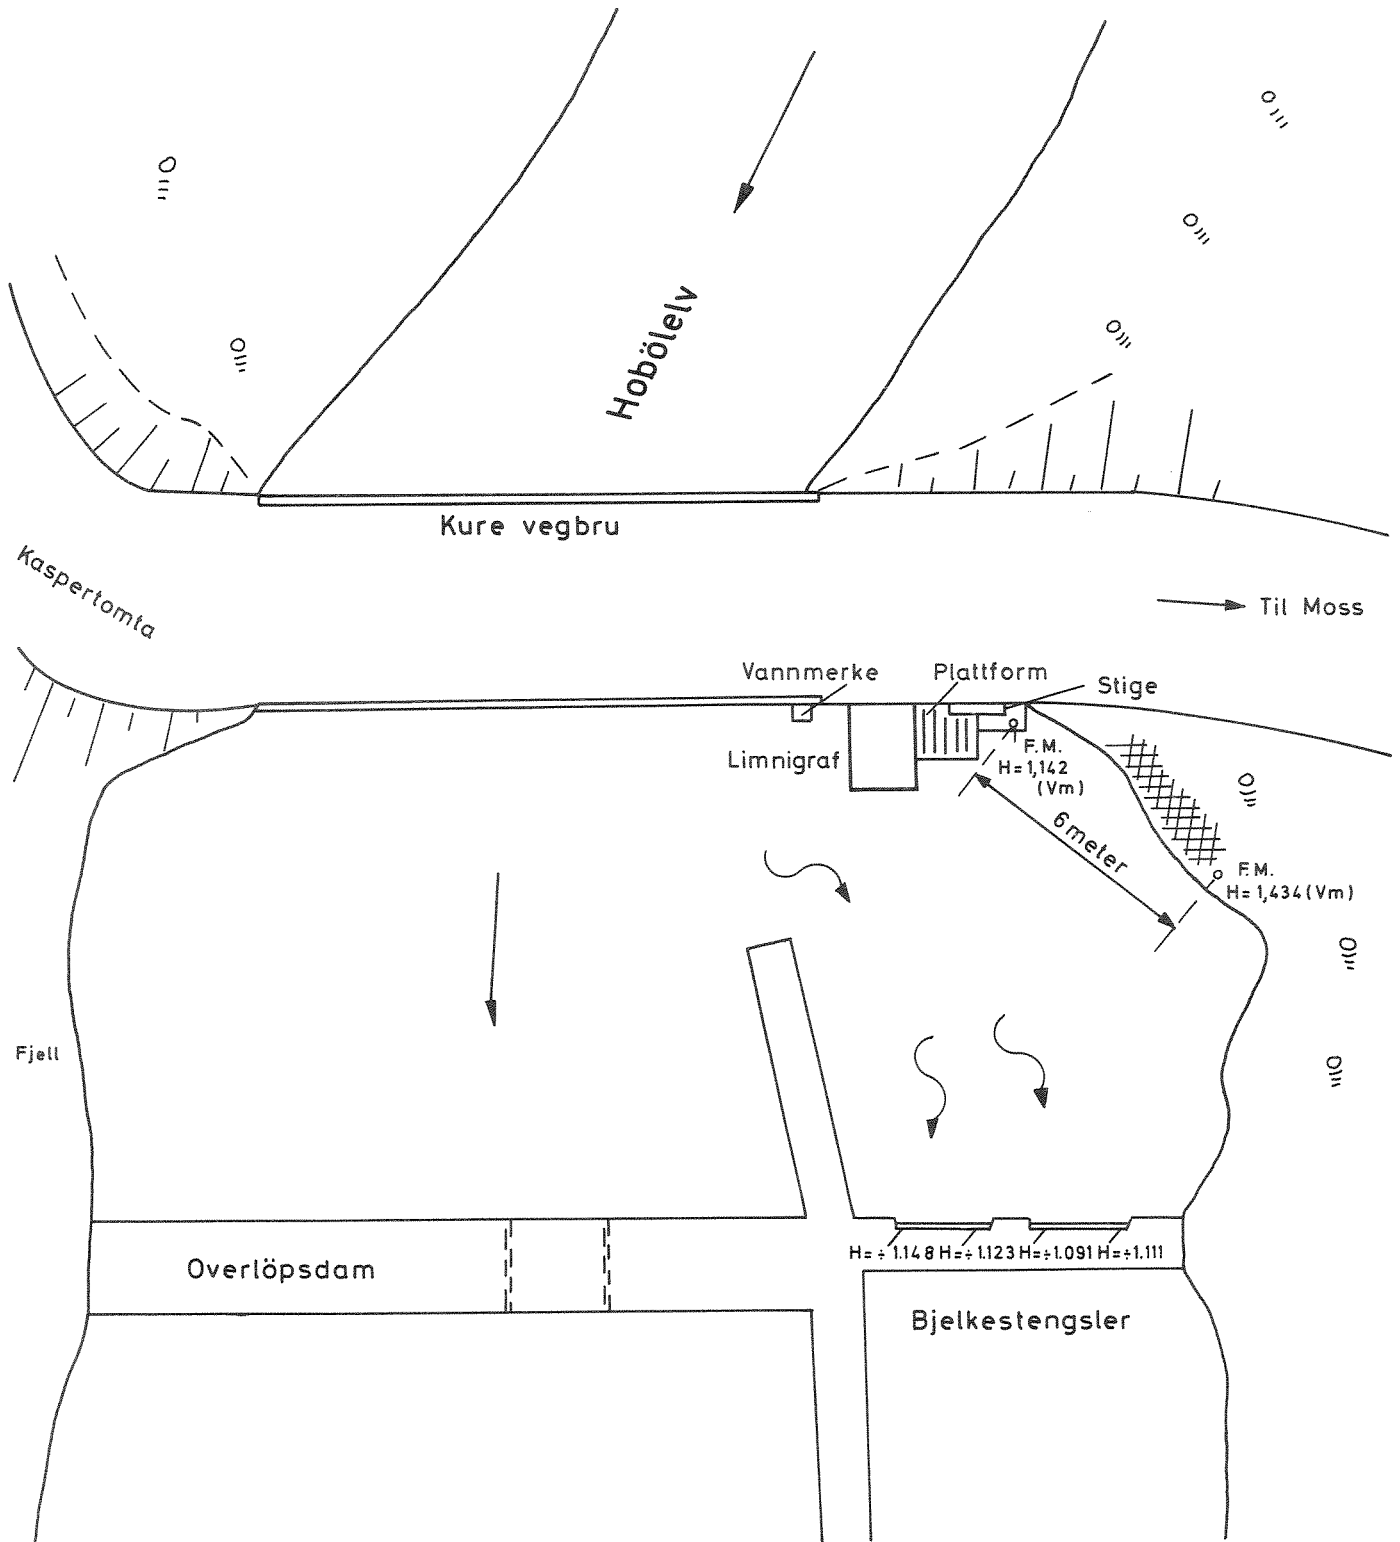 Hobölelv
Kure vegbru
Kaspertomta
Til Moss
Vannmerke
Plattform
Stige
Limnigraf
F.M.
H=1,142
(Vm)
6 meter
F.M.
H=1,434 (Vm)
Fjell
H=÷1.148 H=÷1.123 H=÷1.091 H=÷1.111
Overlöpsdam
Bjelkestengsler